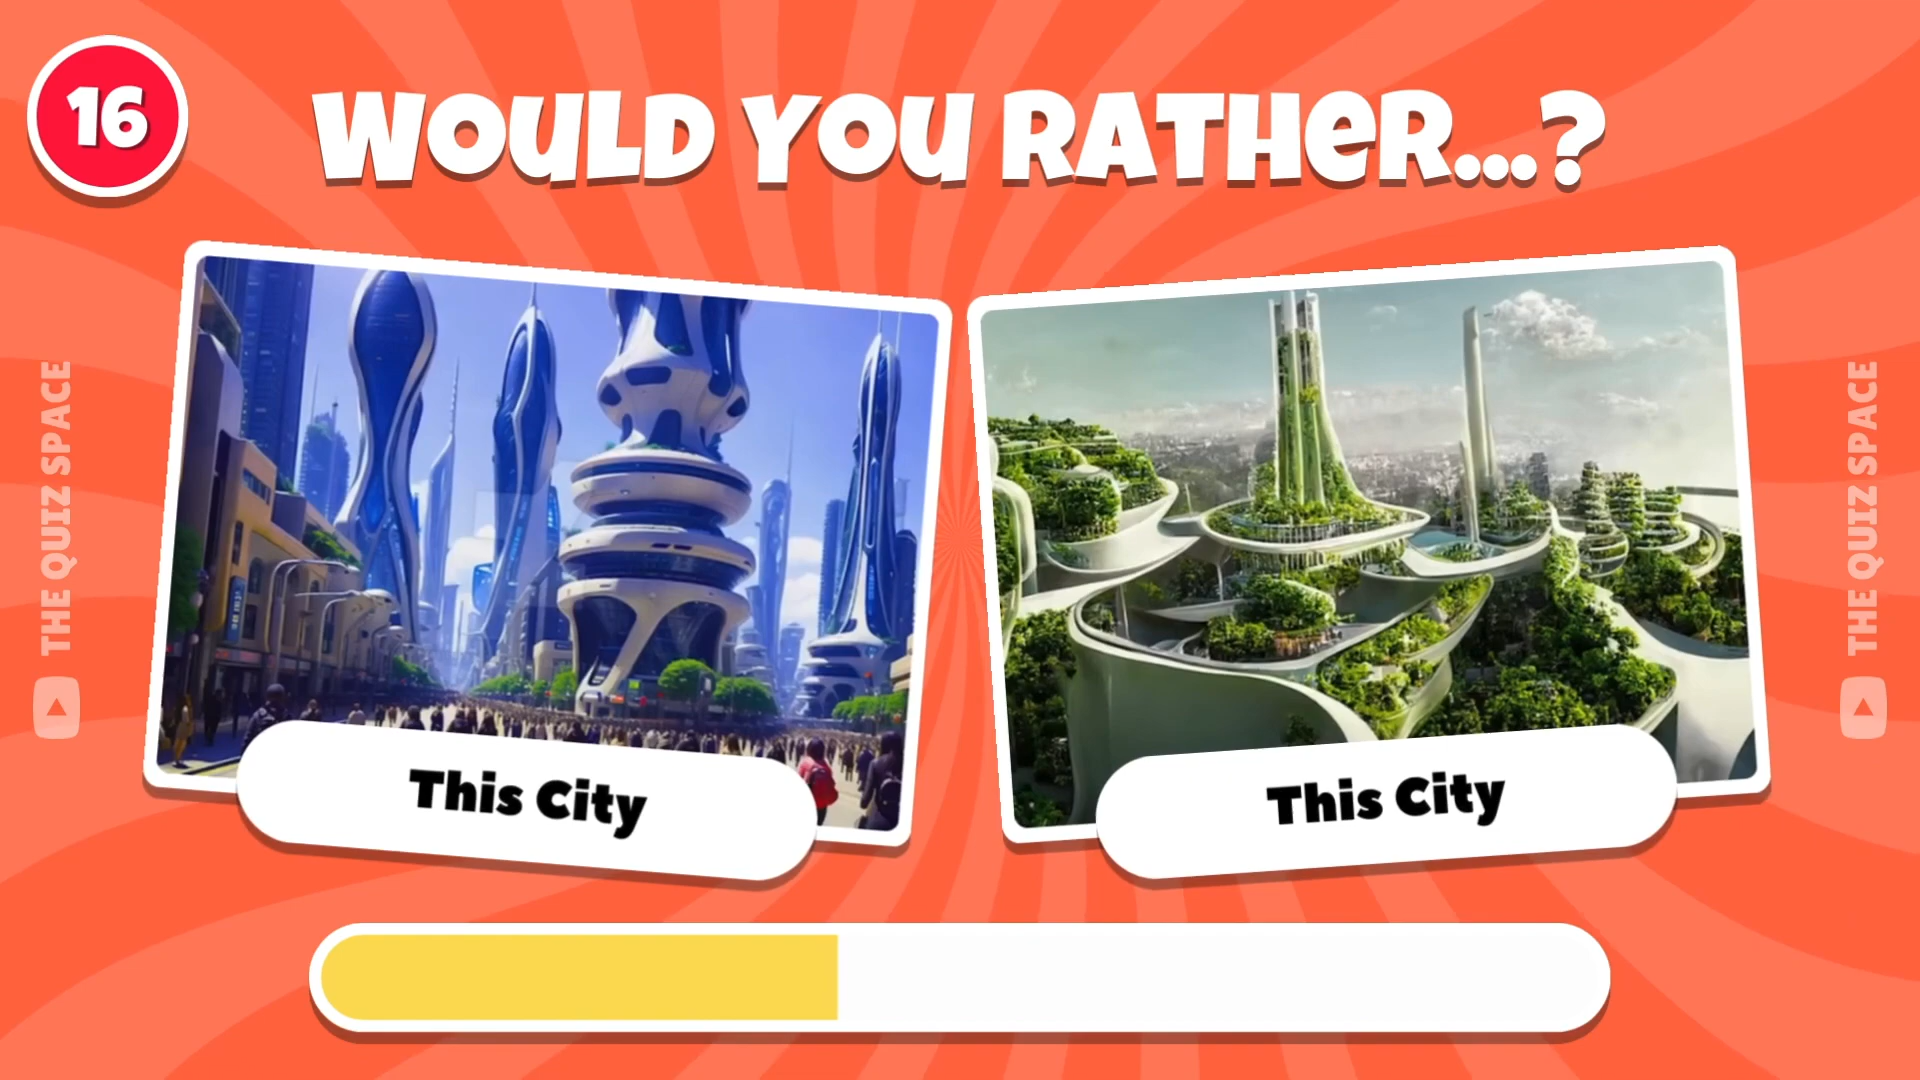 16
WOULD YOU RATHER...?
THE QUIZ SPACE
This City
This City
THE QUIZ SPACE